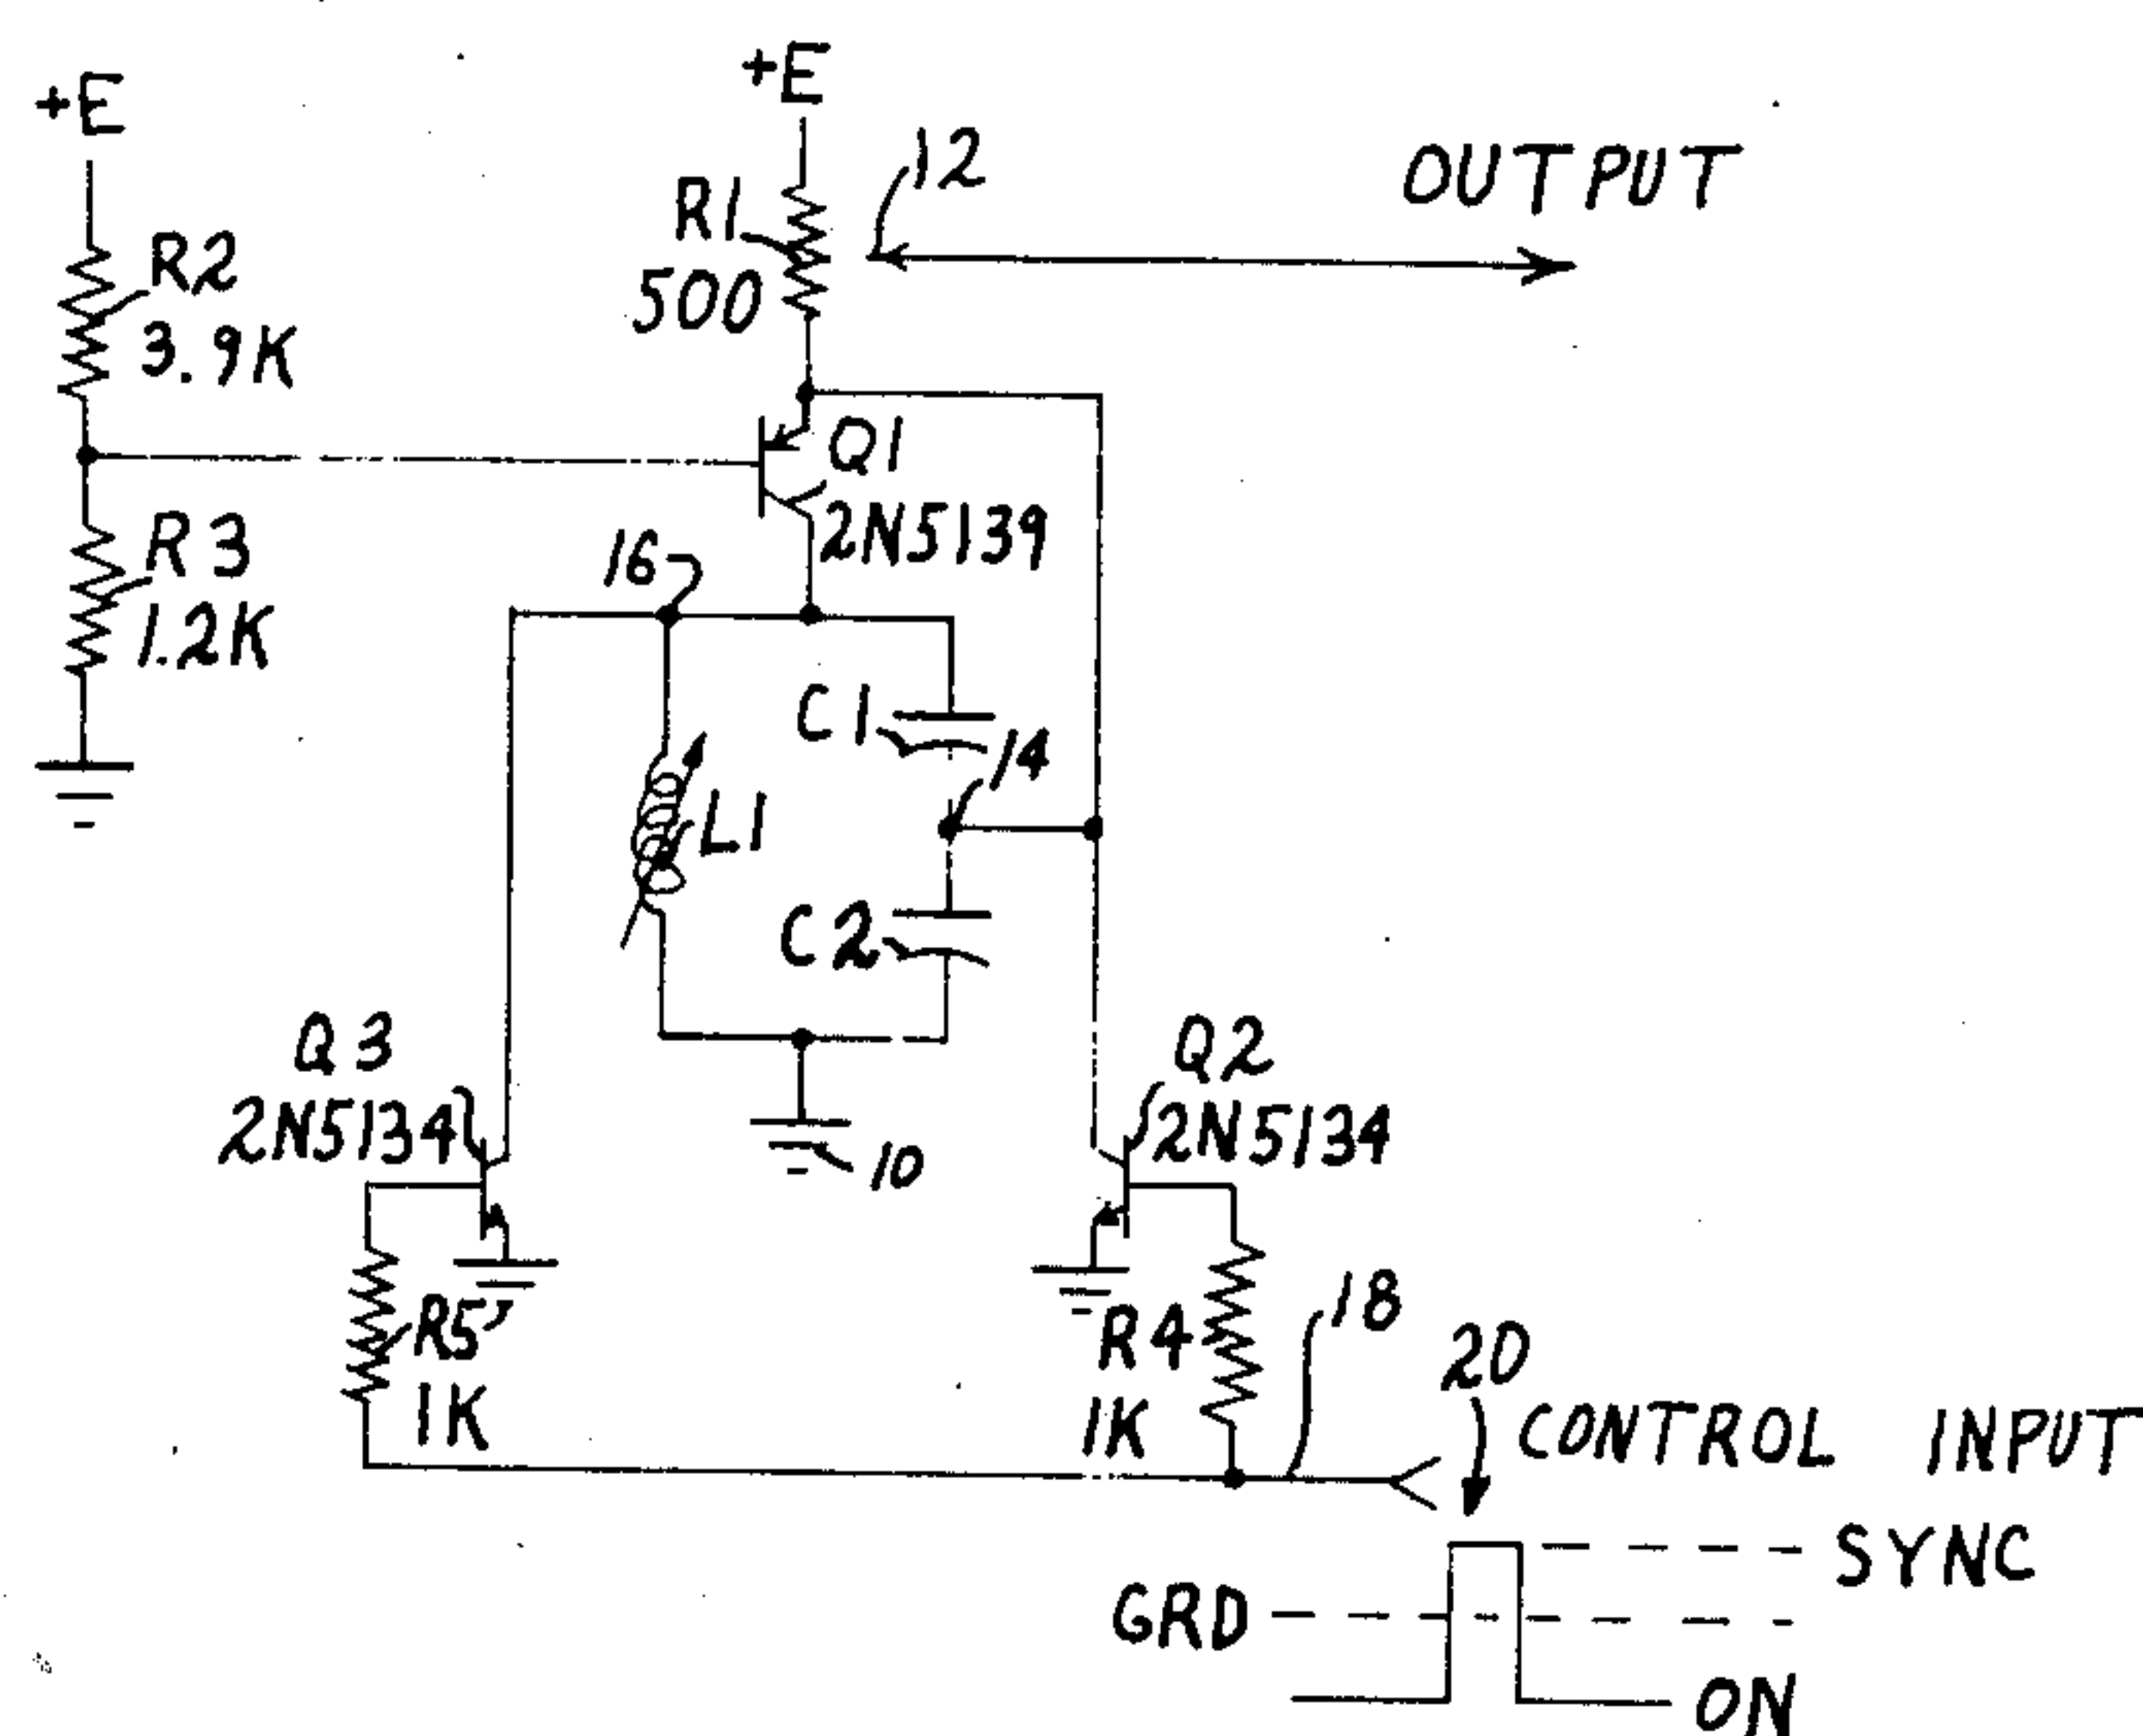 +E
+E
12
OUTPUT
R1
500
R2
3.9K
Q1
2N5139
R3
1.2K
16
C1
14
L1
C2
Q3
2N5134
Q2
2N5134
10
R5
1K
R4
1K
18
20
CONTROL INPUT
SYNC
GRD
ON